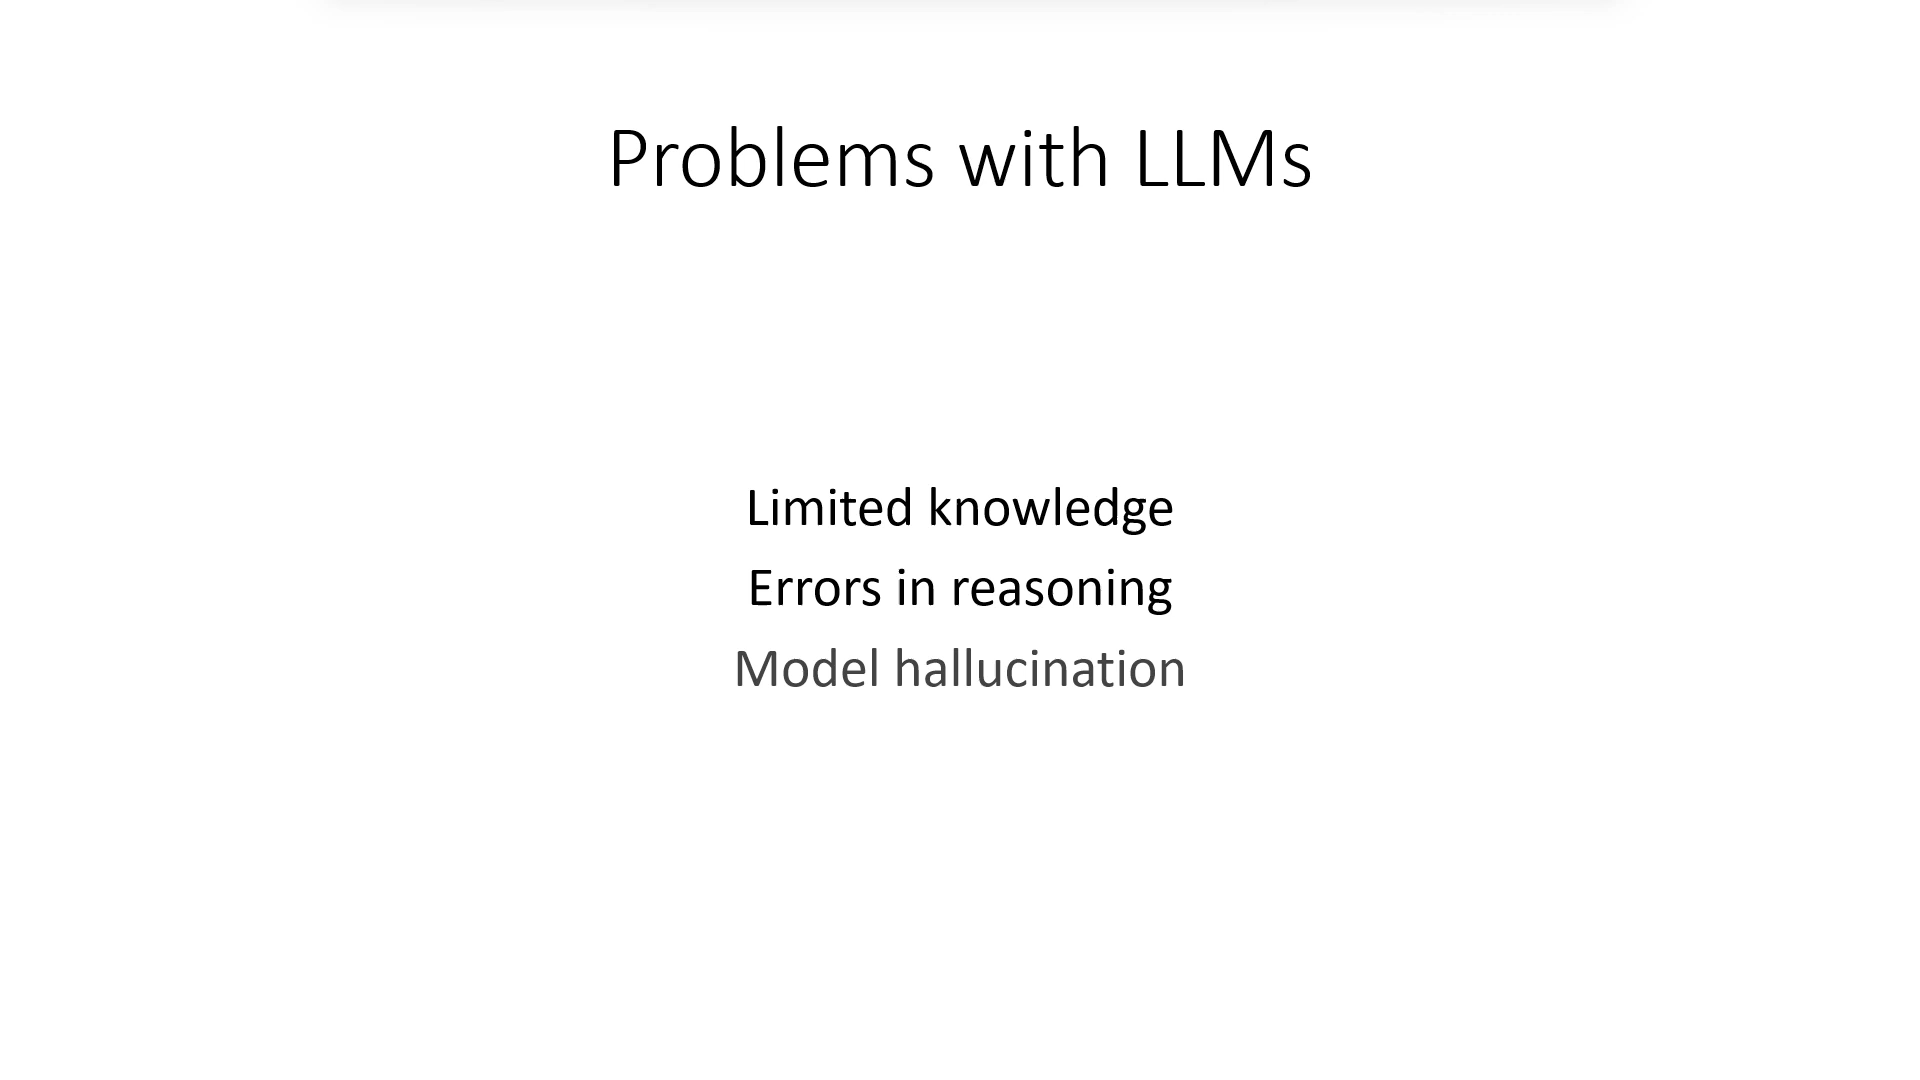 Problems with LLMs
Limited knowledge
Errors in reasoning
Model hallucination